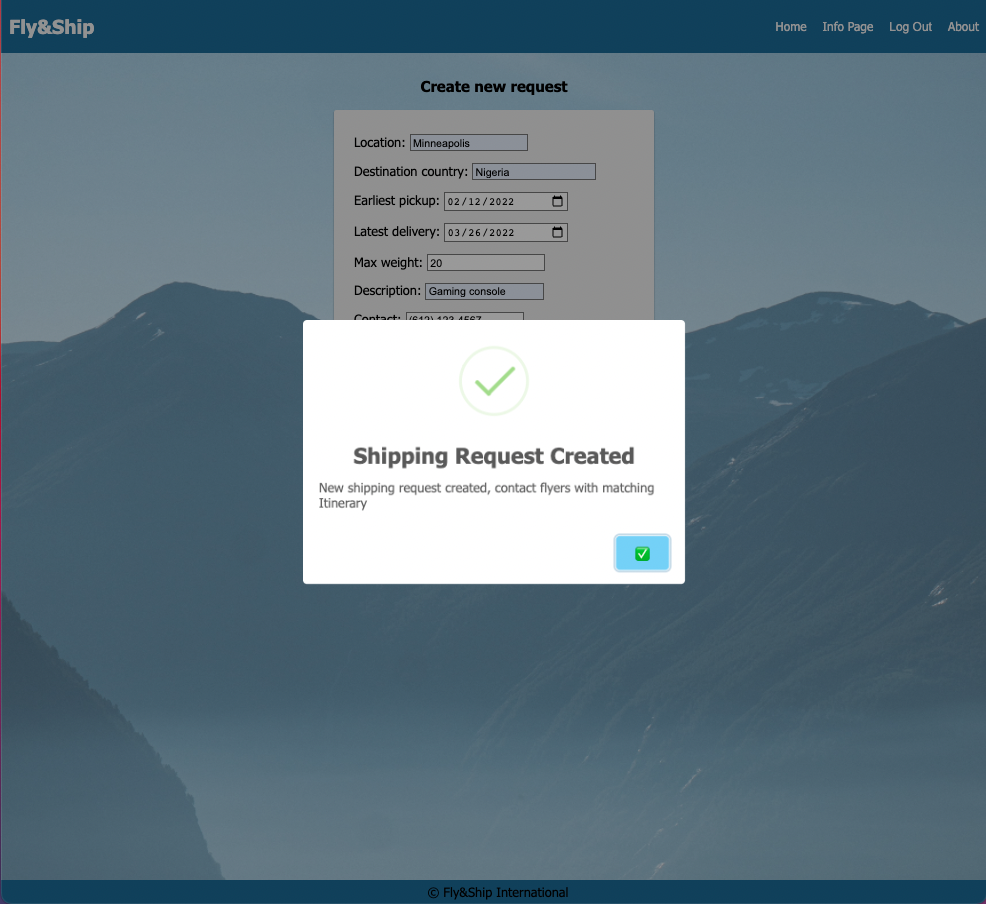 Fly&Ship
Home Info Page Log Out About
Create new request
Location: Minneapolis
Destination country: Nigeria
Earliest pickup: 02/12/2022
Latest delivery: 03/26/2022
Max weight: 20
Description: Gaming console
Contact: (612) 123 4567
Shipping Request Created
New shipping request created, contact flyers with matching
Itinerary
© Fly&Ship International